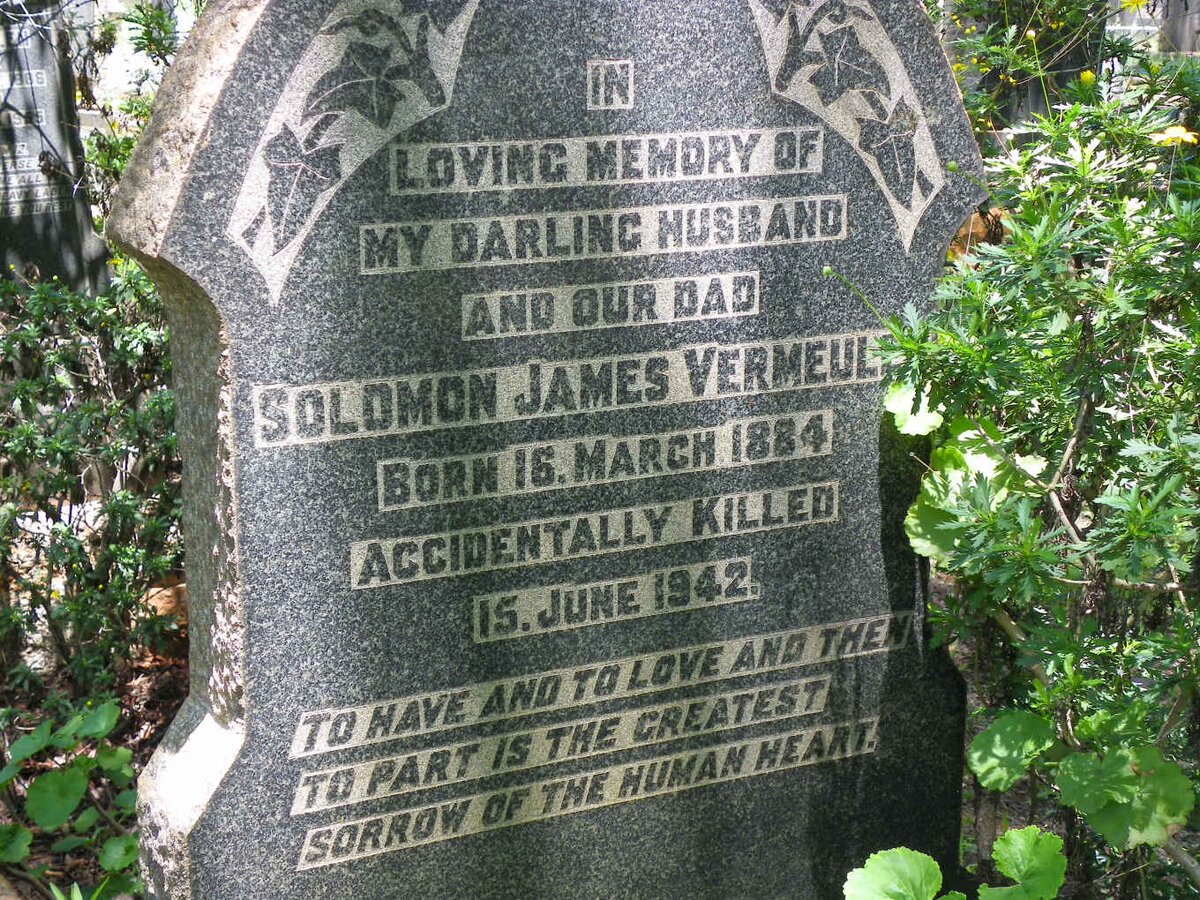 IN
LOVING MEMORY OF
MY DARLING HUSBAND
AND OUR DAD
SOLOMON JAMES VERMEUL
BORN 16. MARCH 1884
ACCIDENTALLY KILLED
15. JUNE 1942.
TO HAVE AND TO LOVE AND THEN
TO PART IS THE GREATEST
SORROW OF THE HUMAN HEART.